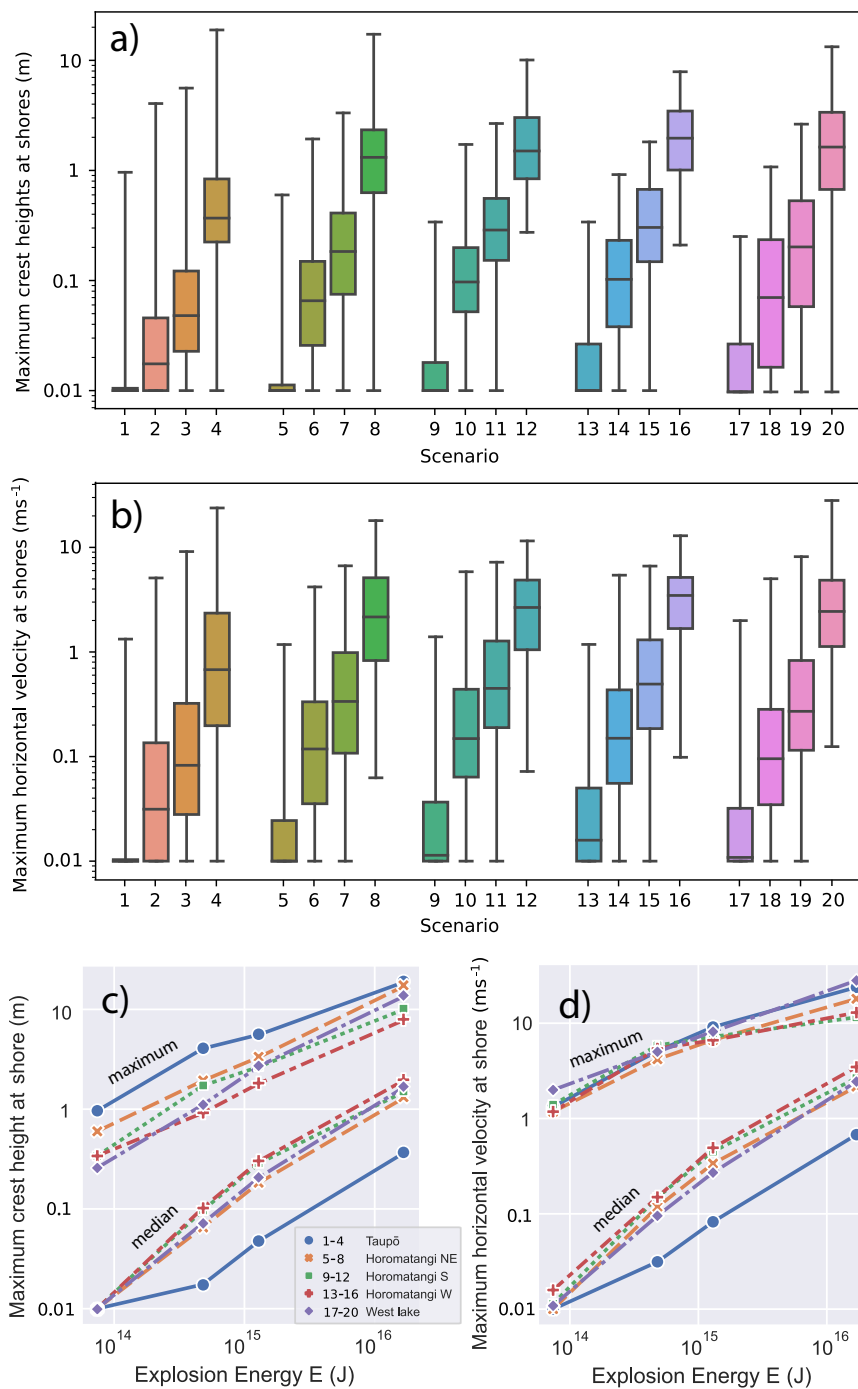 a)
Maximum crest heights at shores (m)
10
1
0.1
0.01
1 2 3 4 5 6 7 8 9 10 11 12 13 14 15 16 17 18 19 20
Scenario
b)
Maximum horizontal velocity at shores (ms⁻¹)
10
1
0.1
0.01
1 2 3 4 5 6 7 8 9 10 11 12 13 14 15 16 17 18 19 20
Scenario
c)
Maximum crest height at shore (m)
10
1
0.1
0.01
maximum
median
1-4 Taupō
5-8 Horomatangi NE
9-12 Horomatangi S
13-16 Horomatangi W
17-20 West lake
10¹⁴ 10¹⁵ 10¹⁶
Explosion Energy E (J)
d)
Maximum horizontal velocity at shore (ms⁻¹)
10
1
0.1
0.01
maximum
median
10¹⁴ 10¹⁵ 10¹⁶
Explosion Energy E (J)